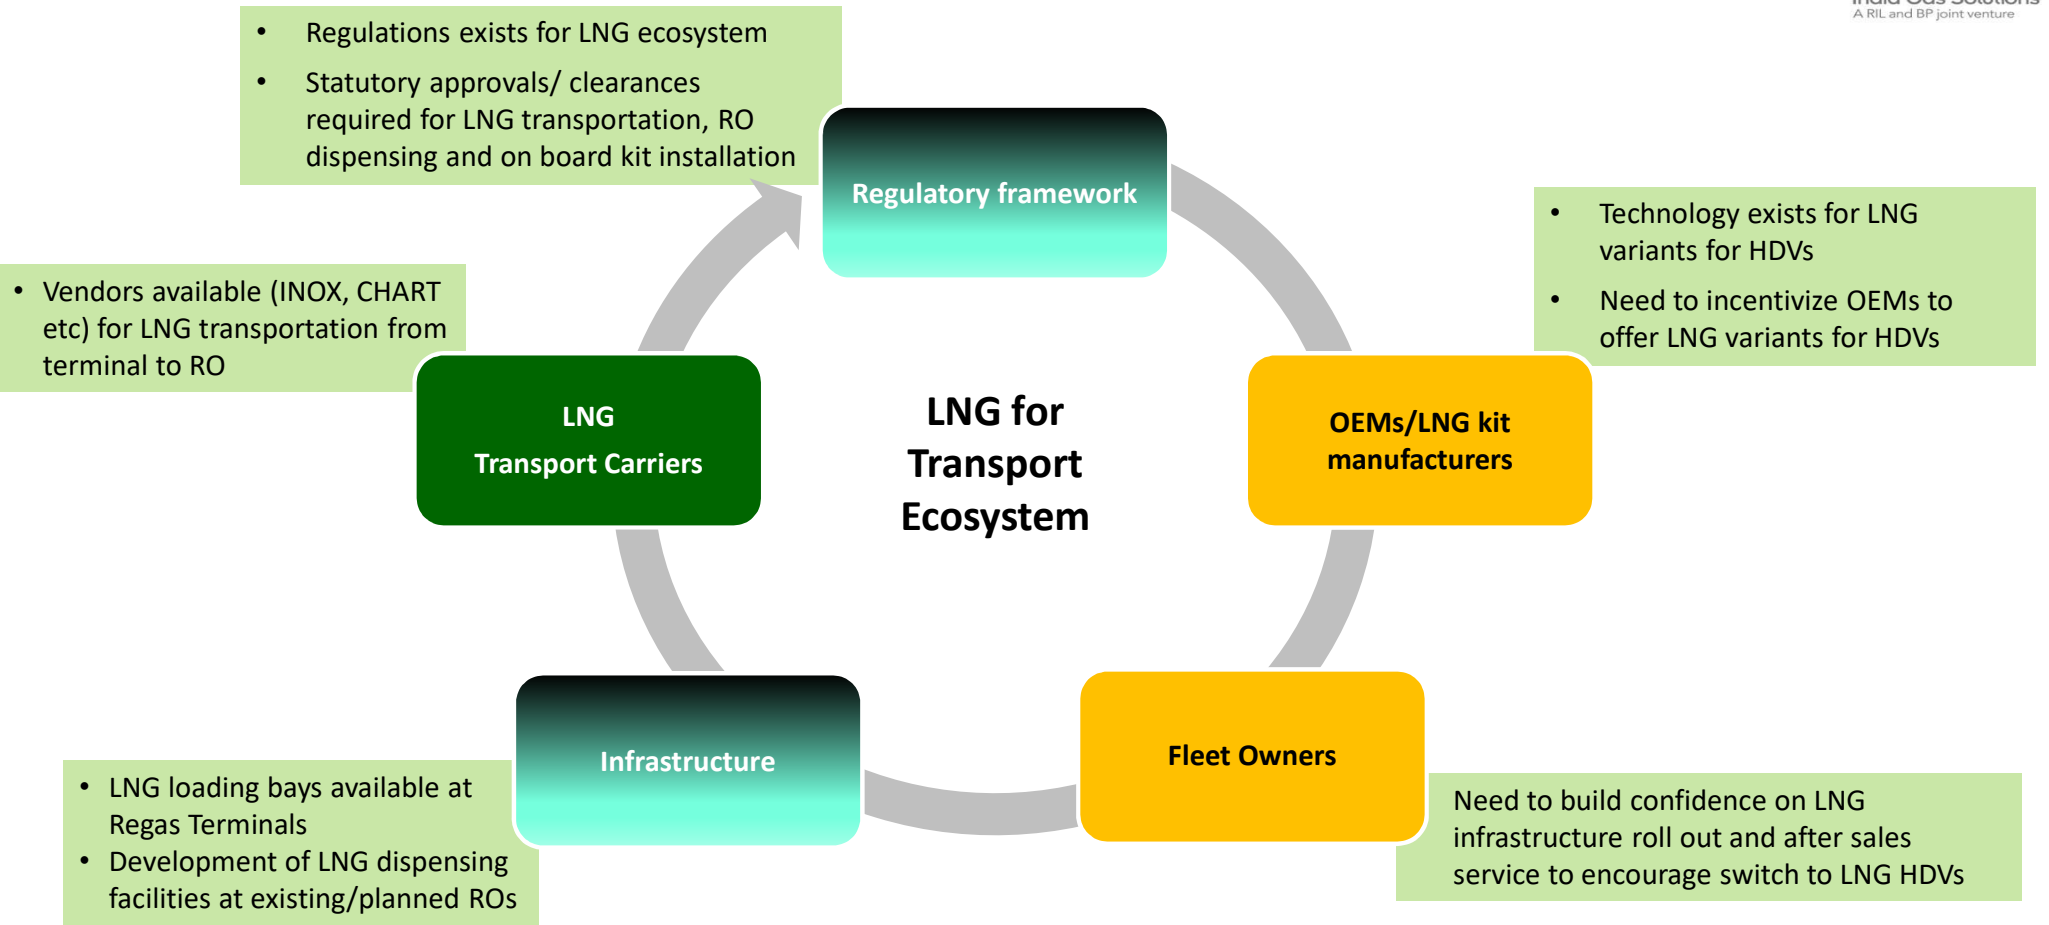 India Gas Solutions
A RIL and BP joint venture
• Regulations exists for LNG ecosystem
• Statutory approvals/ clearances
required for LNG transportation, RO
dispensing and on board kit installation
Regulatory framework
• Technology exists for LNG
variants for HDVs
• Need to incentivize OEMs to
offer LNG variants for HDVs
• Vendors available (INOX, CHART
etc) for LNG transportation from
terminal to RO
LNG
Transport Carriers
LNG for
Transport
Ecosystem
OEMs/LNG kit
manufacturers
Infrastructure
Fleet Owners
• LNG loading bays available at
Regas Terminals
• Development of LNG dispensing
facilities at existing/planned ROs
Need to build confidence on LNG
infrastructure roll out and after sales
service to encourage switch to LNG HDVs